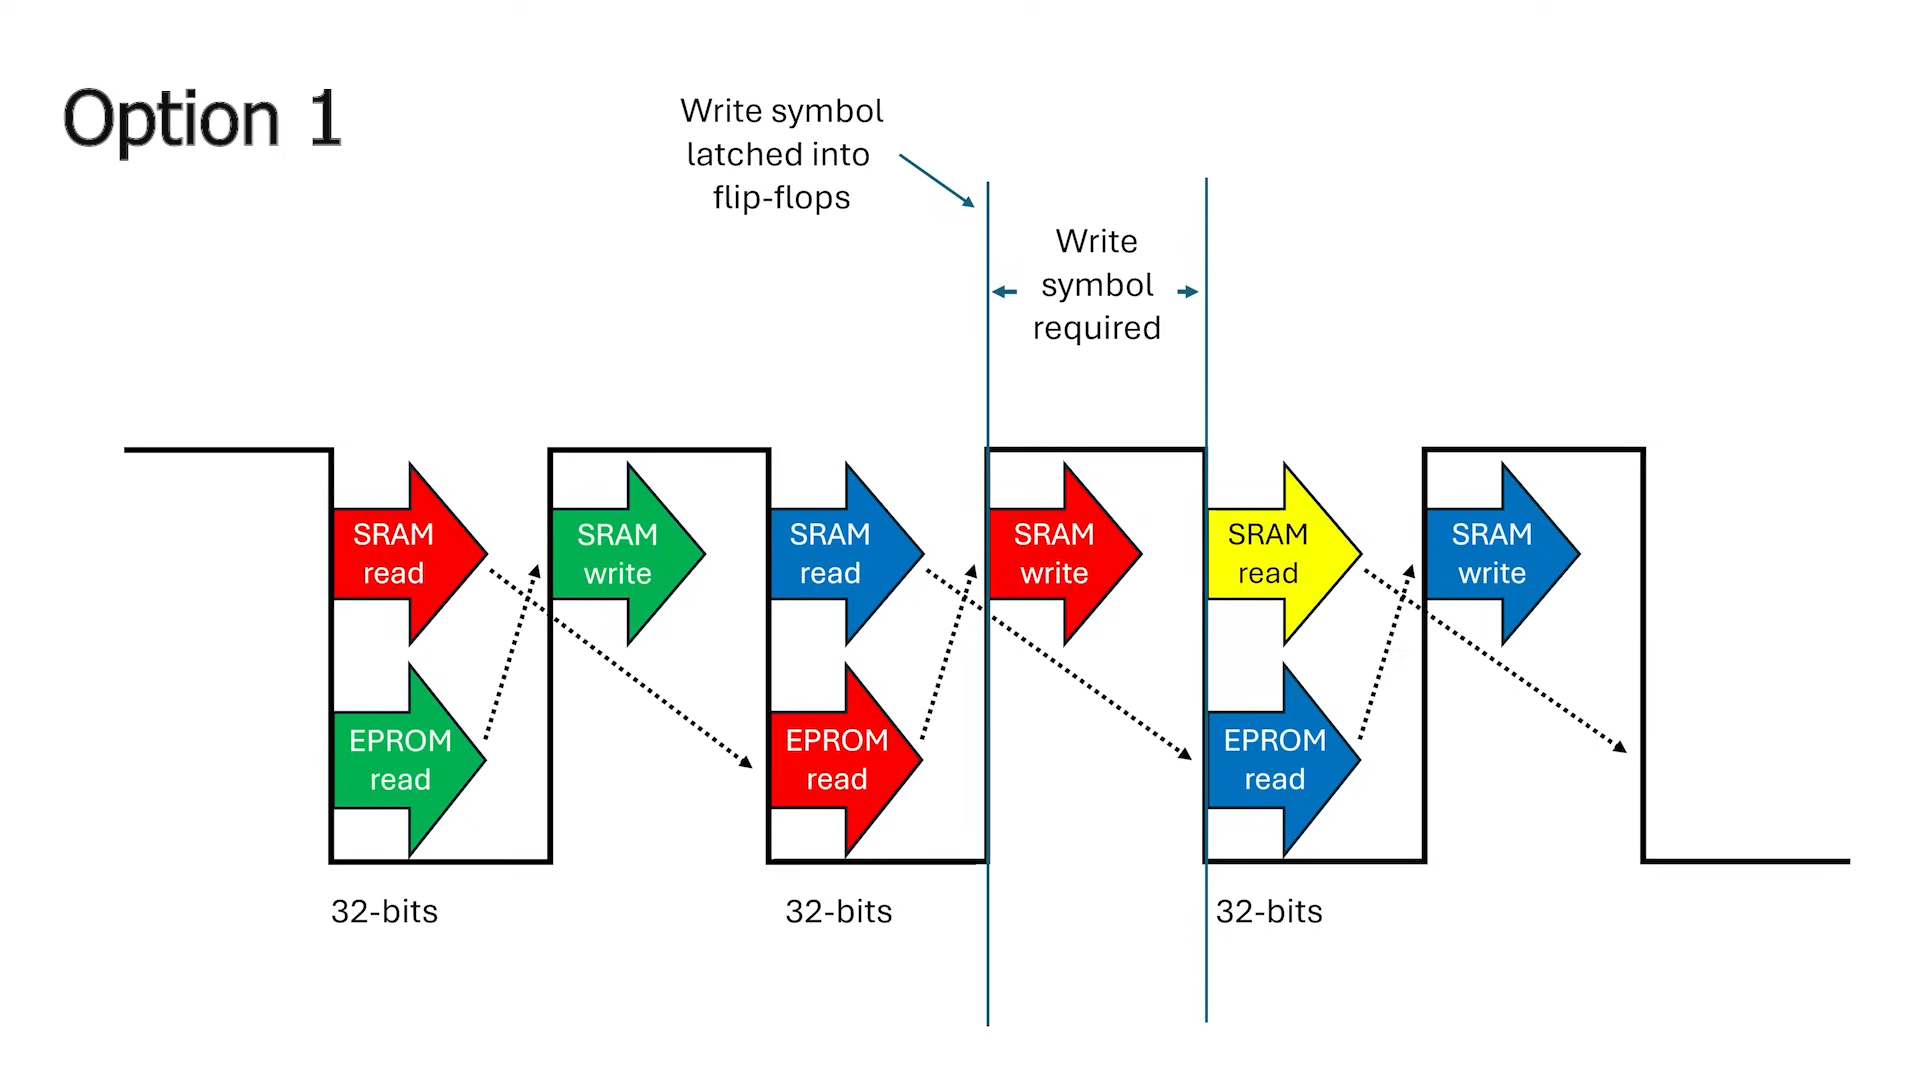 Option 1
Write symbol
latched into
flip-flops
Write
symbol
required
SRAM
read
SRAM
write
SRAM
read
SRAM
write
SRAM
read
SRAM
write
EPROM
read
EPROM
read
EPROM
read
32-bits
32-bits
32-bits